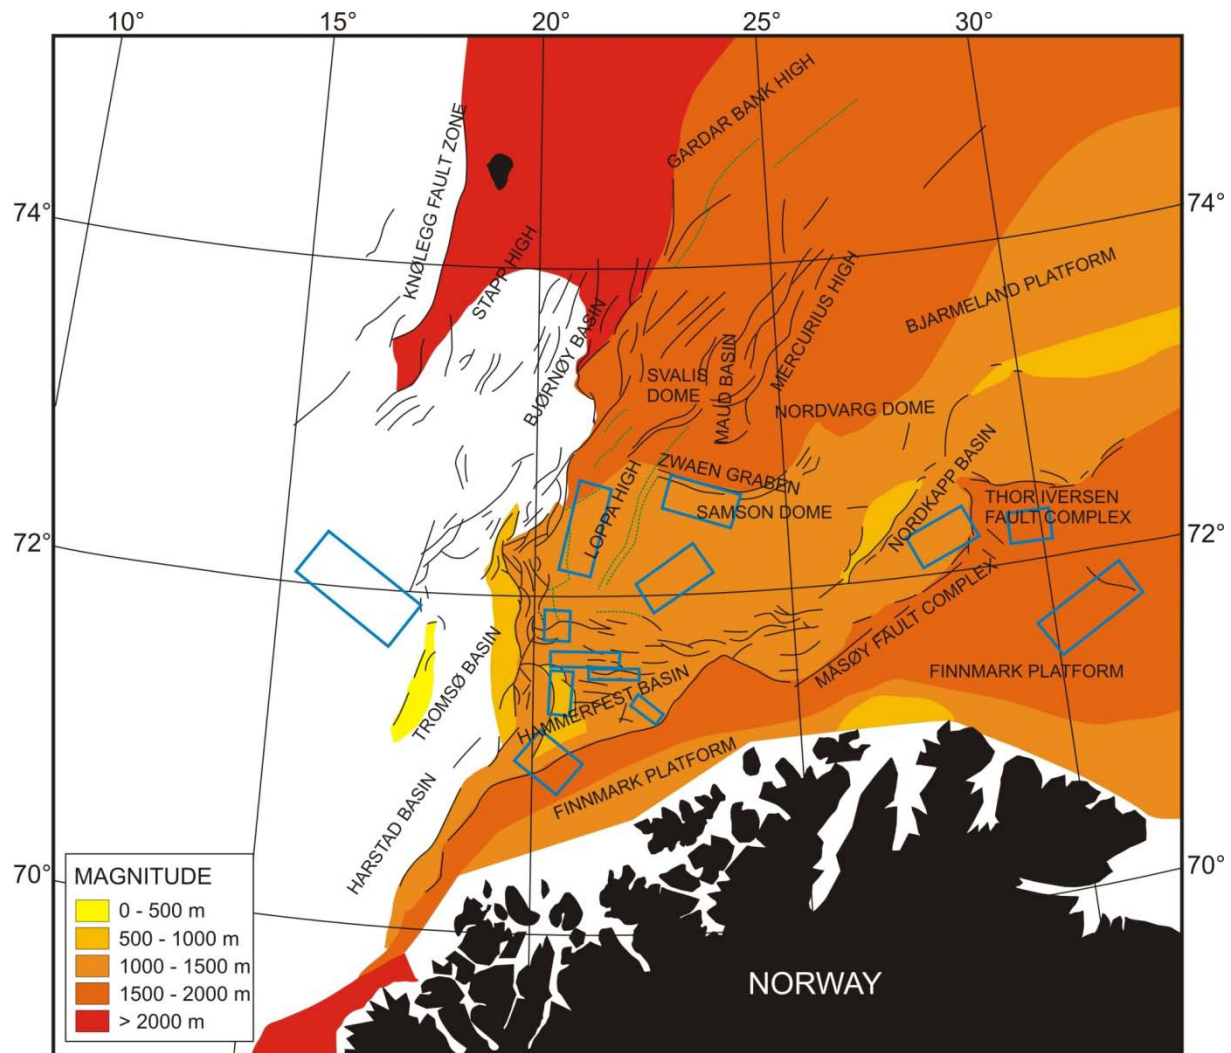 10°
15°
20°
25°
30°
GARDAR BANK HIGH
KNØLEGG FAULT ZONE
74°
74°
STAPP HIGH
BJØRNØY BASIN
MERCURIUS HIGH
BJARMELAND PLATFORM
SVALIS
DOME
MAUD BASIN
NORDVARG DOME
ZWAEN GRABEN
LOPPA HIGH
SAMSON DOME
NORDKAPP BASIN
THOR IVERSEN
FAULT COMPLEX
72°
72°
TROMSØ BASIN
MASØY FAULT COMPLEX
FINNMARK PLATFORM
HAMMERFEST BASIN
FINNMARK PLATFORM
HARSTAD BASIN
70°
70°
MAGNITUDE
0 - 500 m
500 - 1000 m
1000 - 1500 m
1500 - 2000 m
> 2000 m
NORWAY